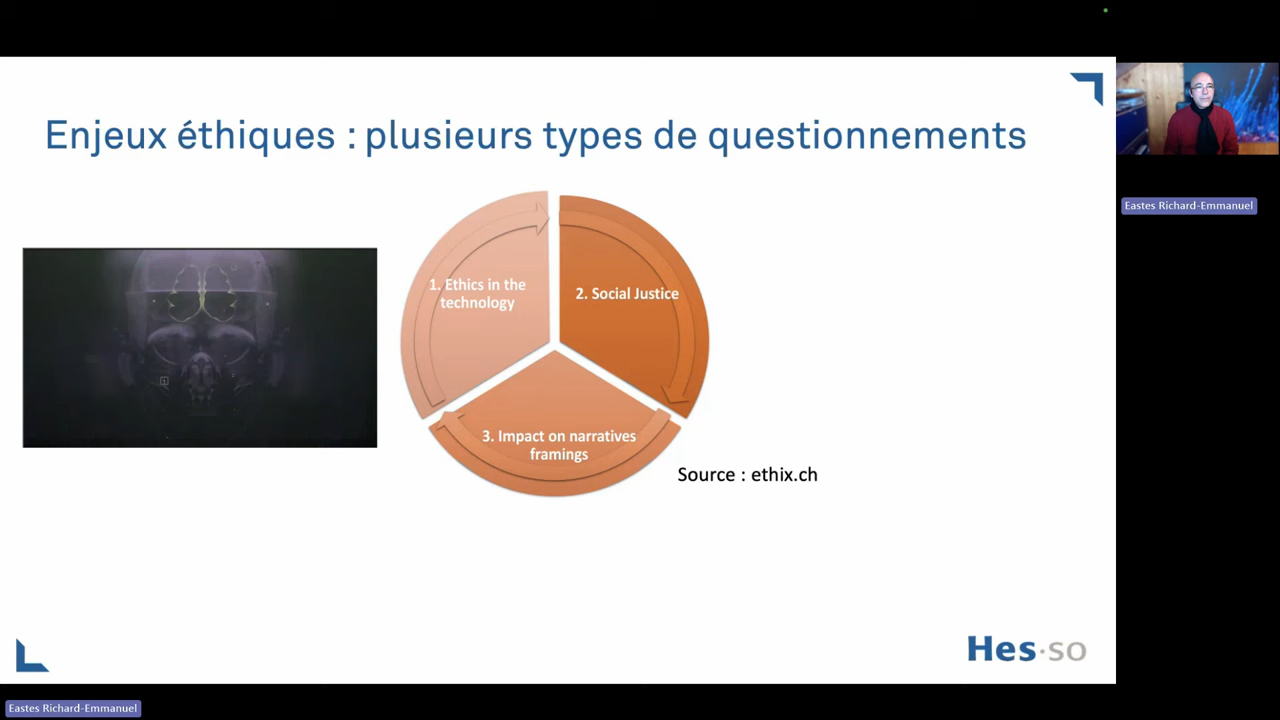 Enjeux éthiques : plusieurs types de questionnements
1. Ethics in the
technology
2. Social Justice
3. Impact on narratives
framings
Source : ethix.ch
Hes·so
Eastes Richard-Emmanuel
Eastes Richard-Emmanuel